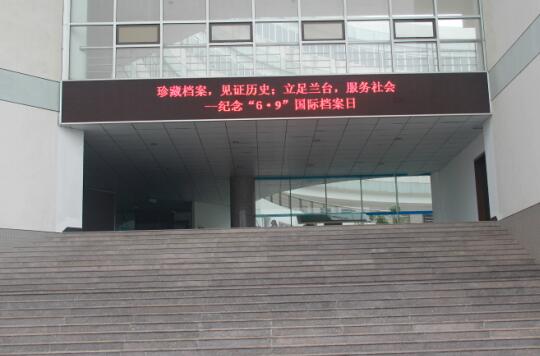 珍藏档案，见证历史；立足兰台，服务社会
—纪念“6·9”国际档案日